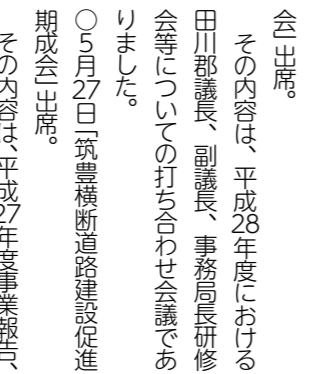 会」出席。
その内容は、平成28年度における
田川郡議長、副議長、事務局長研修
会等についての打ち合わせ会議であ
りました。
○5月27日「筑豊横断道路建設促進
期成会」出席。
その内容は、平成27年度事業報告、